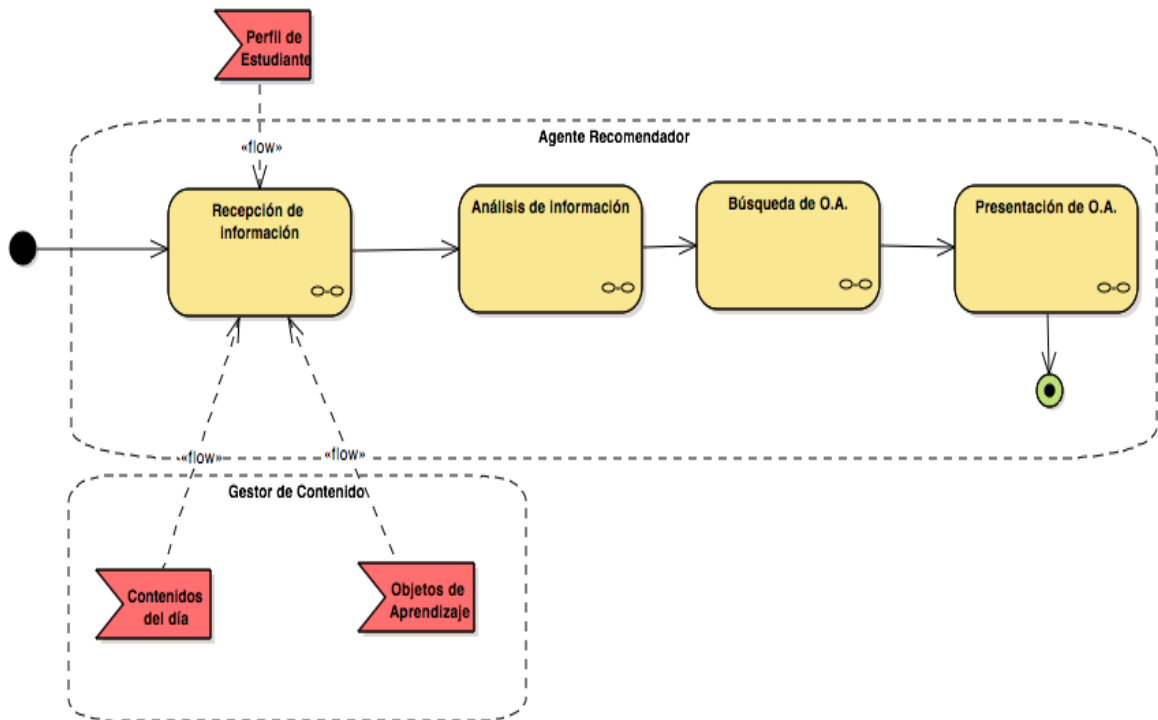 Perfil de
Estudiante
Agente Recomendador
«flow»
Recepción de
información
Análisis de información
Búsqueda de O.A.
Presentación de O.A.
«flow»
«flow»
Gestor de Contenido
Contenidos
del día
Objetos de
Aprendizaje